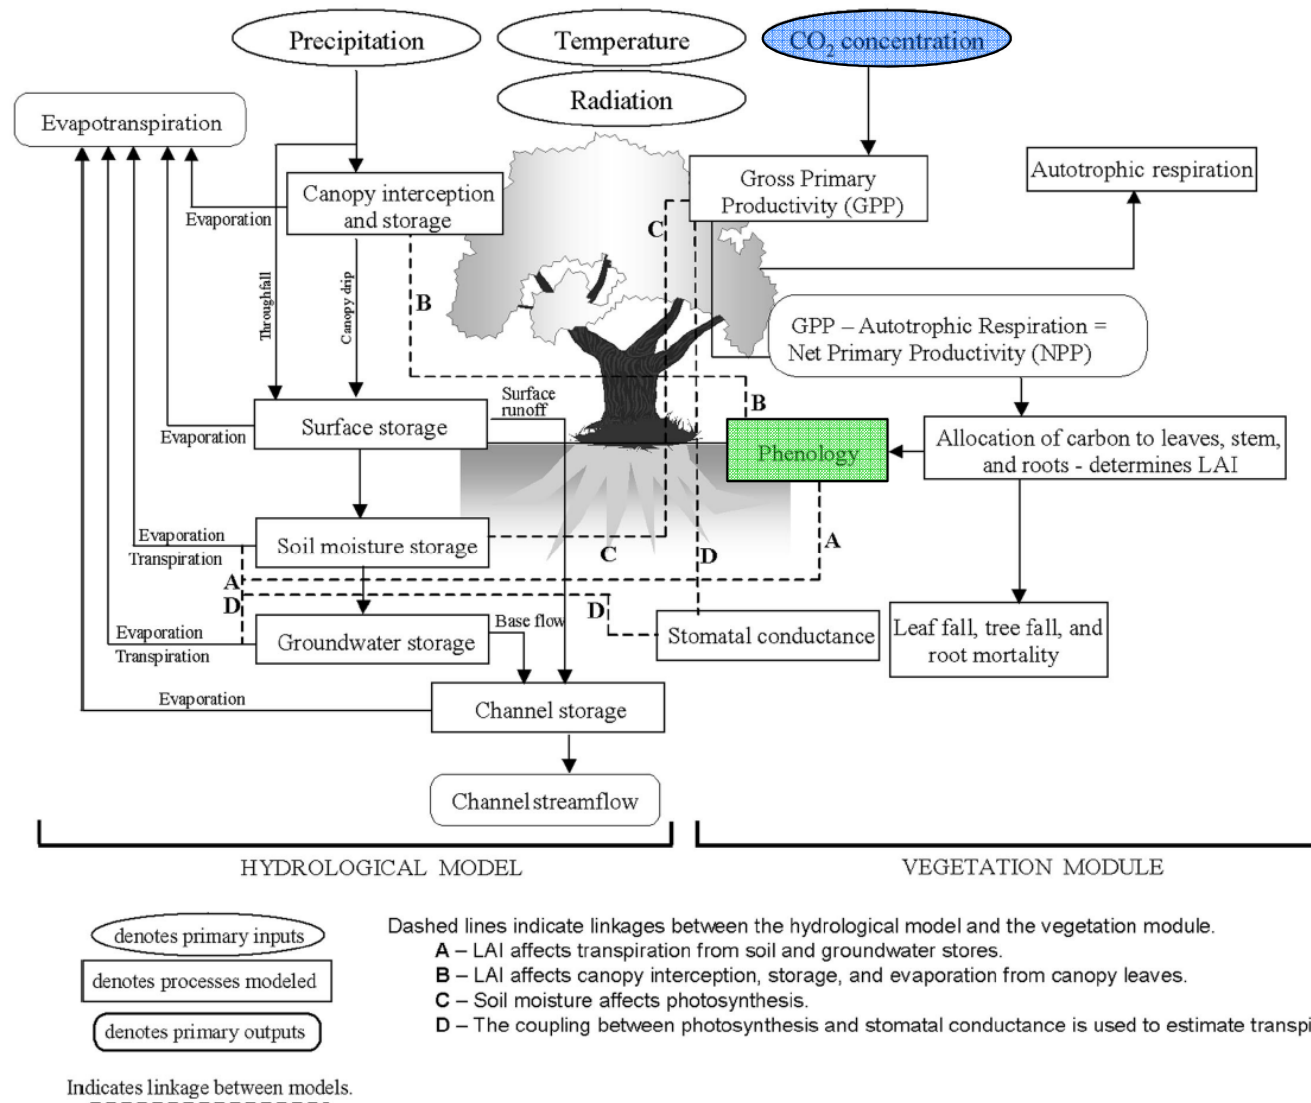 Precipitation
Temperature
CO2 concentration
Radiation
Evapotranspiration
Canopy interception
and storage
Gross Primary
Productivity (GPP)
Autotrophic respiration
Evaporation
C
Throughfall
Canopy drip
B
GPP – Autotrophic Respiration =
Net Primary Productivity (NPP)
Surface
runoff
B
Surface storage
Evaporation
Phenology
Allocation of carbon to leaves, stem,
and roots - determines LAI
Evaporation
Transpiration
Soil moisture storage
C
D
A
A
D
D
Evaporation
Transpiration
Groundwater storage
Base flow
Stomatal conductance
Leaf fall, tree fall, and
root mortality
Evaporation
Channel storage
Channel streamflow
HYDROLOGICAL MODEL
VEGETATION MODULE
denotes primary inputs
denotes processes modeled
denotes primary outputs
Indicates linkage between models.
Dashed lines indicate linkages between the hydrological model and the vegetation module.
A – LAI affects transpiration from soil and groundwater stores.
B – LAI affects canopy interception, storage, and evaporation from canopy leaves.
C – Soil moisture affects photosynthesis.
D – The coupling between photosynthesis and stomatal conductance is used to estimate transpi